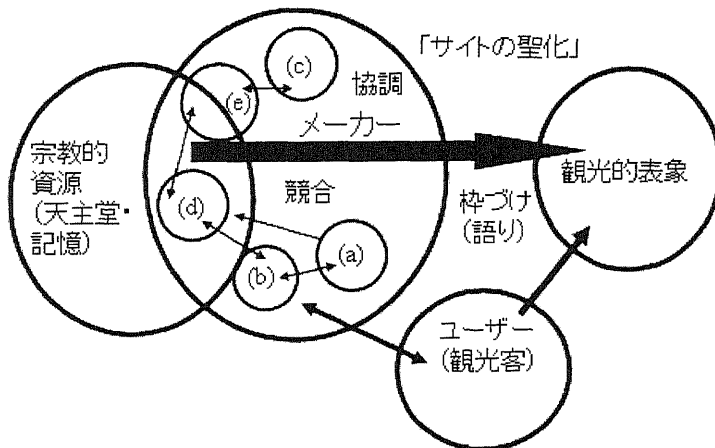 「サイトの聖化」
(c)
(e)
協調
メーカー
宗教的
資源
(天主堂・
記憶)
(d)
競合
(a)
(b)
枠づけ
(語り)
観光的表象
ユーザー
(観光客)